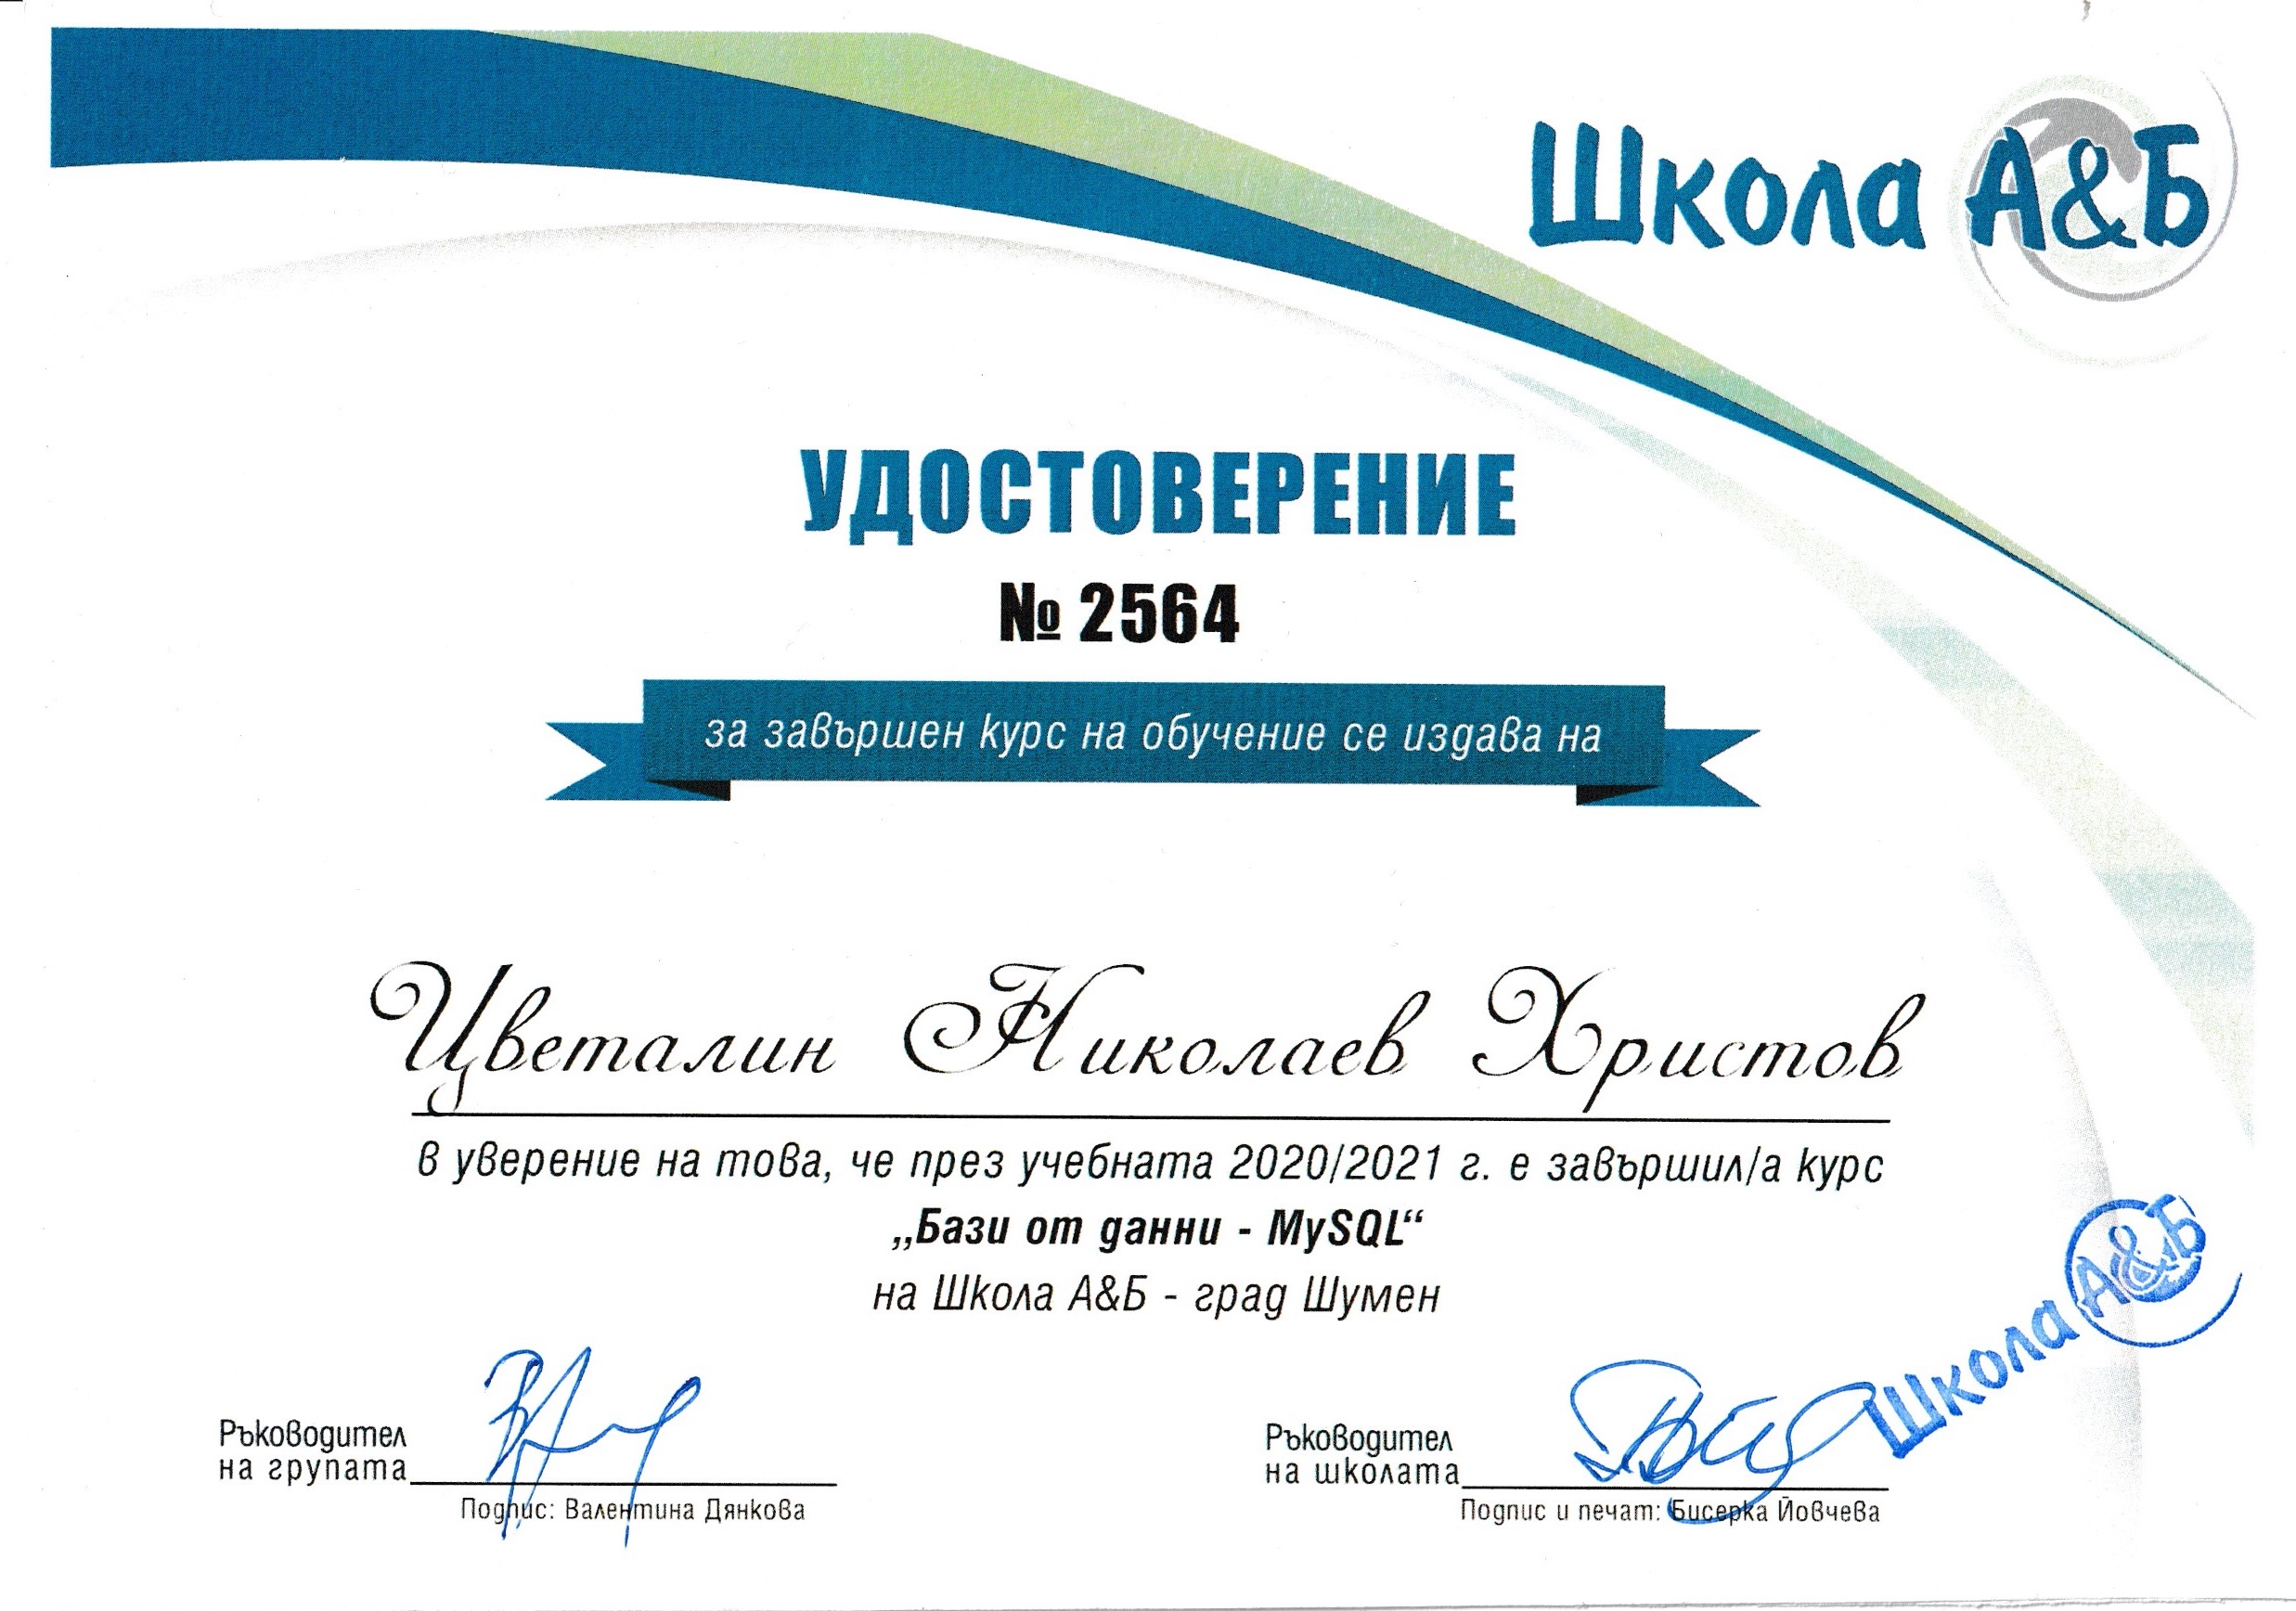 Школа А&Б
УДОСТОВЕРЕНИЕ
№ 2564
за завършен курс на обучение се издава на
Цветалин Николаев Христов
в уверение на това, че през учебната 2020/2021 г. е завършил/а курс
„Бази от данни - MySQL“
на Школа А&Б - град Шумен
Школа А&Б
Ръководител
на групата
Подпис: Валентина Дянкова
Ръководител
на школата
Подпис и печат: Бисерка Йовчева